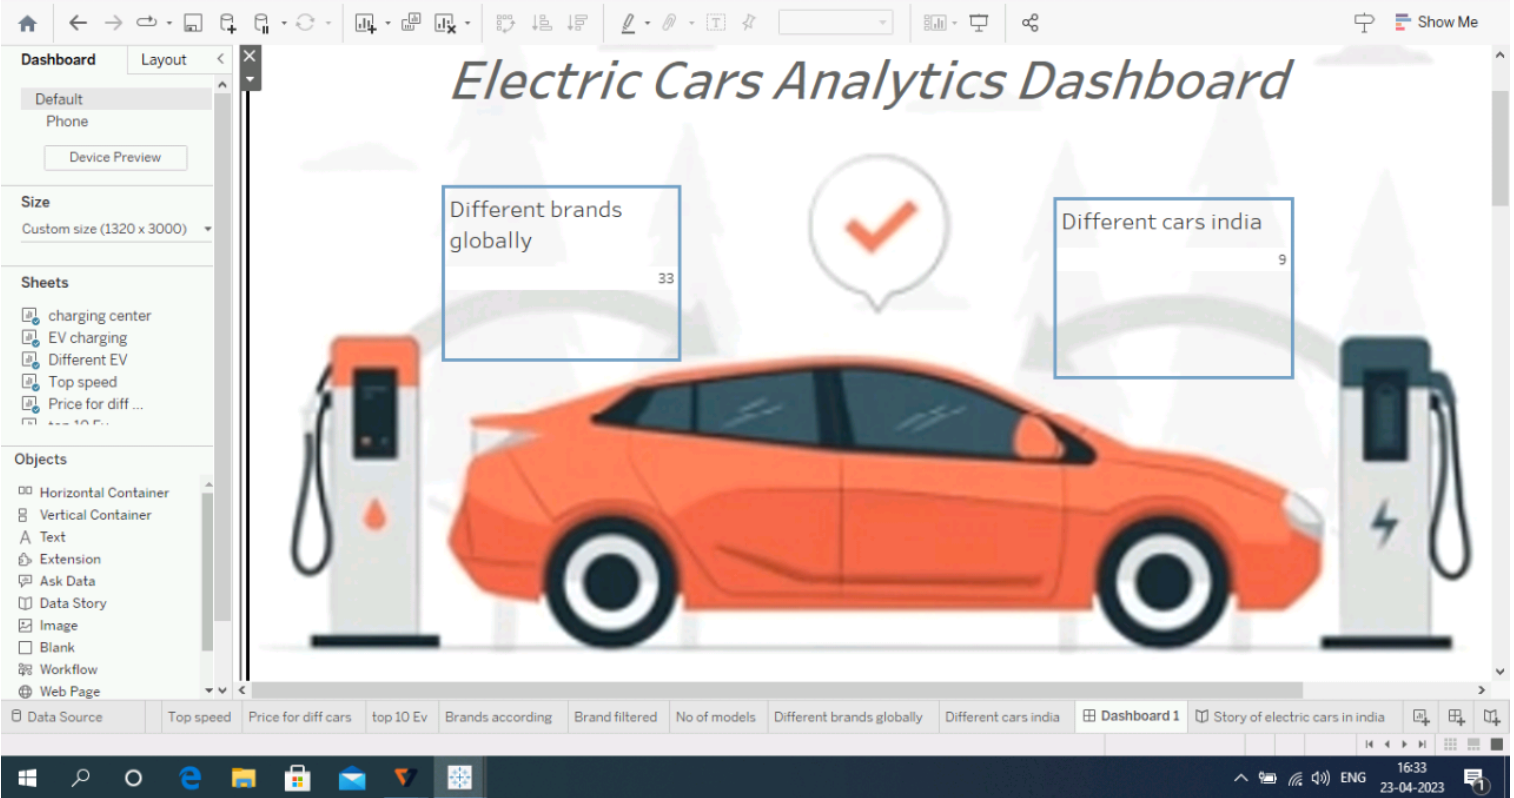 Show Me
Dashboard
Layout
Electric Cars Analytics Dashboard
Default
Phone
Device Preview
Size
Custom size (1320 x 3000)
Different brands
globally
33
Different cars india
9
Sheets
charging center
EV charging
Different EV
Top speed
Price for diff ...
Objects
Horizontal Container
Vertical Container
A Text
Extension
Ask Data
Data Story
Image
Blank
Workflow
Web Page
Data Source
Top speed
Price for diff cars
top 10 Ev
Brands according
Brand filtered
No of models
Different brands globally
Different cars india
Dashboard 1
Story of electric cars in india
ENG
16:33
23-04-2023
1